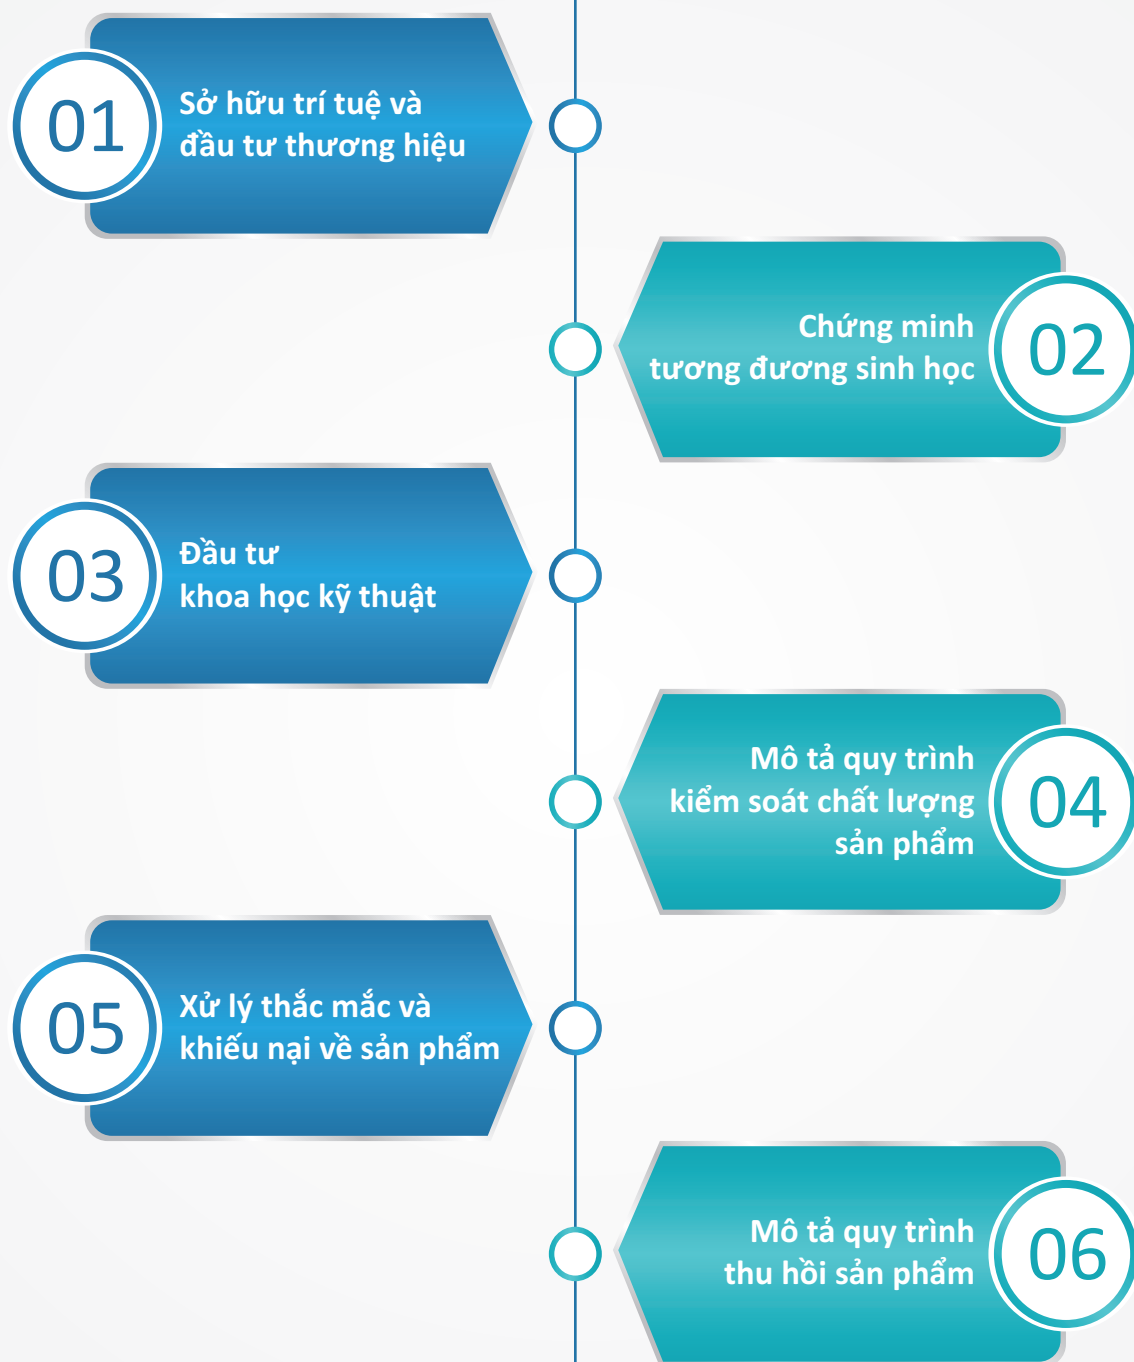 01
Sở hữu trí tuệ và
đầu tư thương hiệu
Chứng minh
tương đương sinh học
02
03
Đầu tư
khoa học kỹ thuật
Mô tả quy trình
kiểm soát chất lượng
sản phẩm
04
05
Xử lý thắc mắc và
khiếu nại về sản phẩm
Mô tả quy trình
thu hồi sản phẩm
06